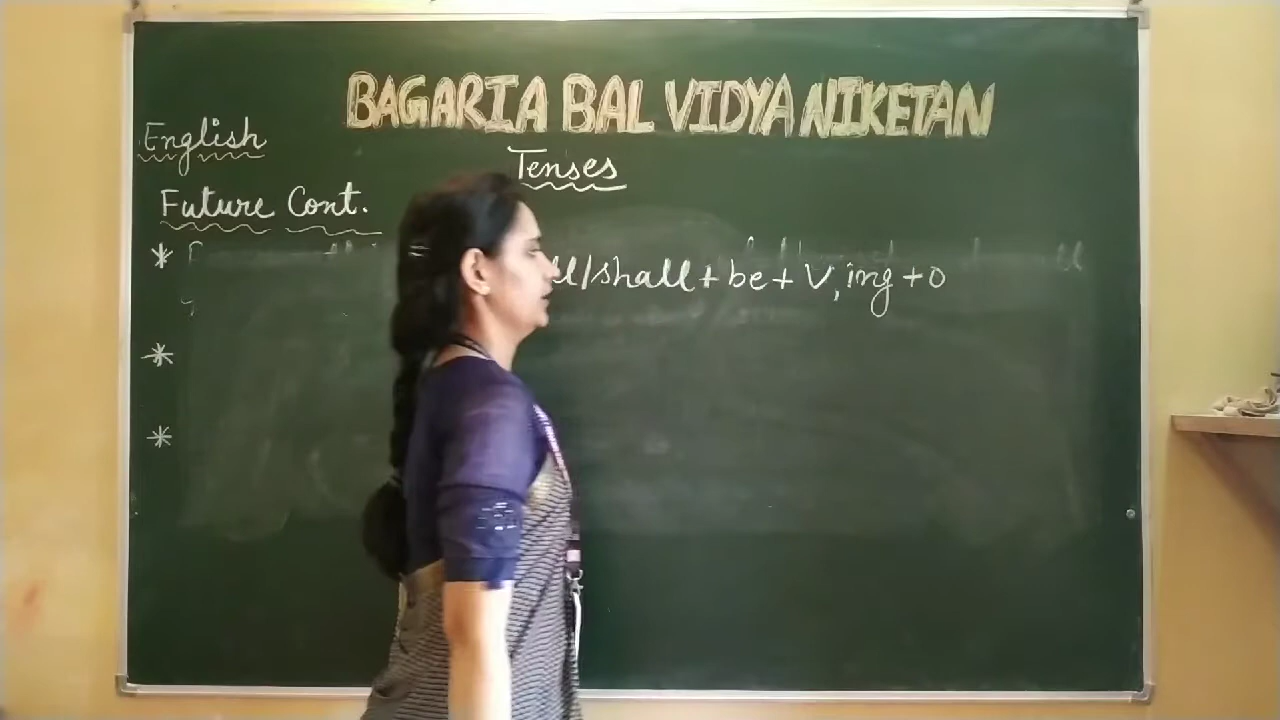 BAGARIA BAL VIDYA NIKETAN
English
Tenses
Future Cont.
* =
ll/shall + be + V, ing + o
*
*